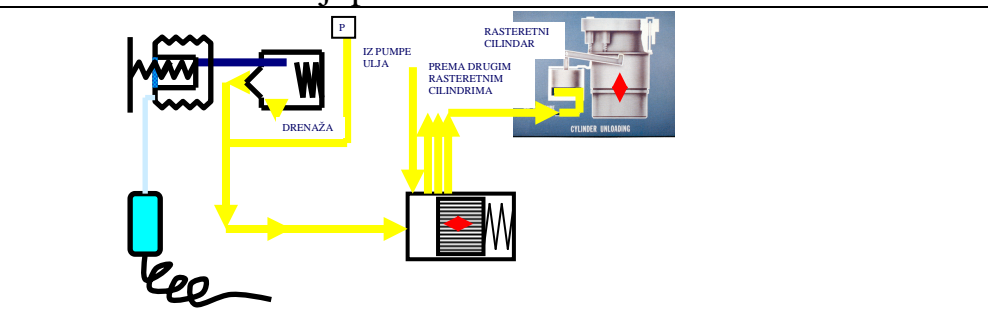 P
IZ PUMPE
ULJA
RASTERETNI
CILINDAR
PREMA DRUGIM
RASTERETNIM
CILINDRIMA
DRENAŽA
CYLINDER UNLOADING